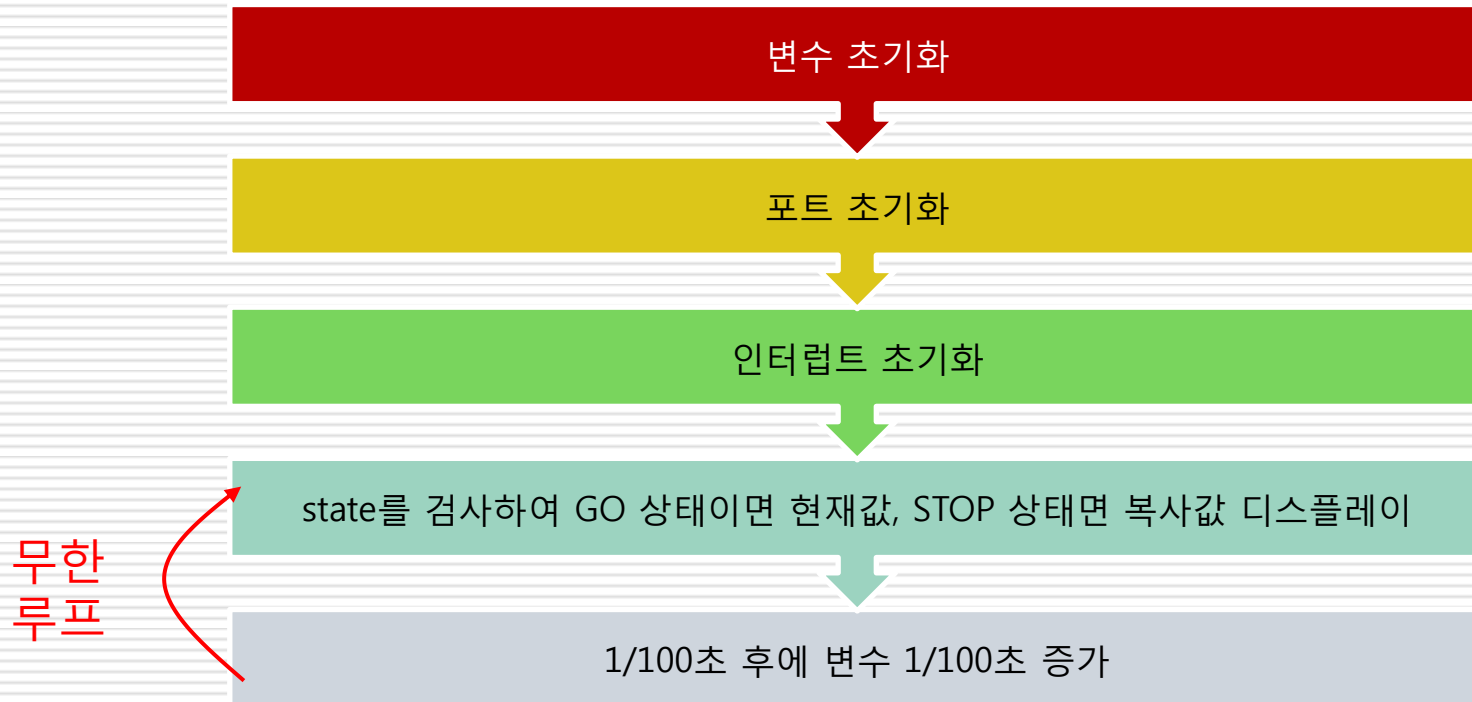 변수 초기화
포트 초기화
인터럽트 초기화
state를 검사하여 GO 상태이면 현재값, STOP 상태면 복사값 디스플레이
무한
루프
1/100초 후에 변수 1/100초 증가